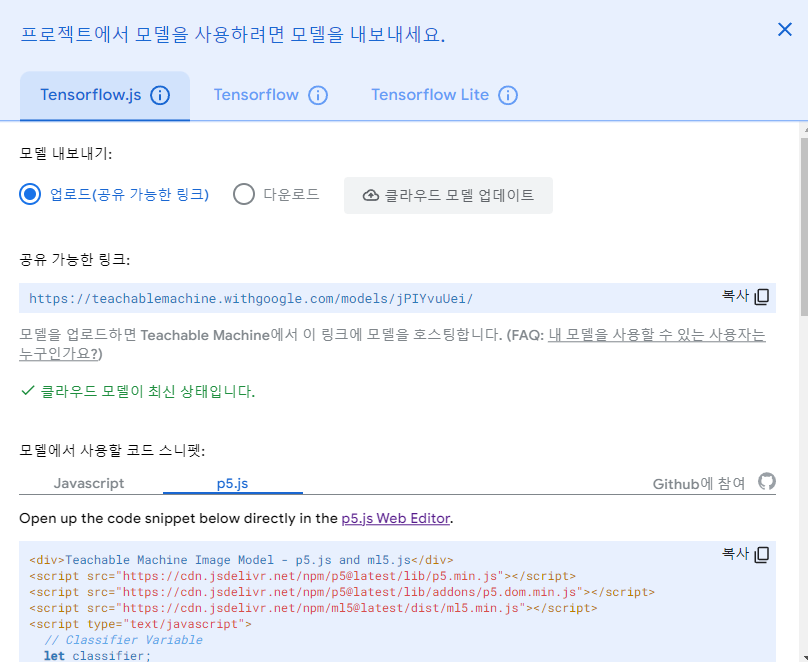 프로젝트에서 모델을 사용하려면 모델을 내보내세요.
Tensorflow.js
Tensorflow
Tensorflow Lite
모델 내보내기:
업로드(공유 가능한 링크)
다운로드
클라우드 모델 업데이트
공유 가능한 링크:
https://teachablemachine.withgoogle.com/models/jPIYvuUei/
복사
모델을 업로드하면 Teachable Machine에서 이 링크에 모델을 호스팅합니다. (FAQ: 내 모델을 사용할 수 있는 사용자는
누구인가요?)
클라우드 모델이 최신 상태입니다.
모델에서 사용할 코드 스니펫:
Javascript
p5.js
Github에 참여
Open up the code snippet below directly in the p5.js Web Editor.
복사
<div>Teachable Machine Image Model - p5.js and ml5.js</div>
<script src="https://cdn.jsdelivr.net/npm/p5@latest/lib/p5.min.js"></script>
<script src="https://cdn.jsdelivr.net/npm/p5@latest/lib/addons/p5.dom.min.js"></script>
<script src="https://cdn.jsdelivr.net/npm/ml5@latest/dist/ml5.min.js"></script>
<script type="text/javascript">
// Classifier Variable
let classifier;